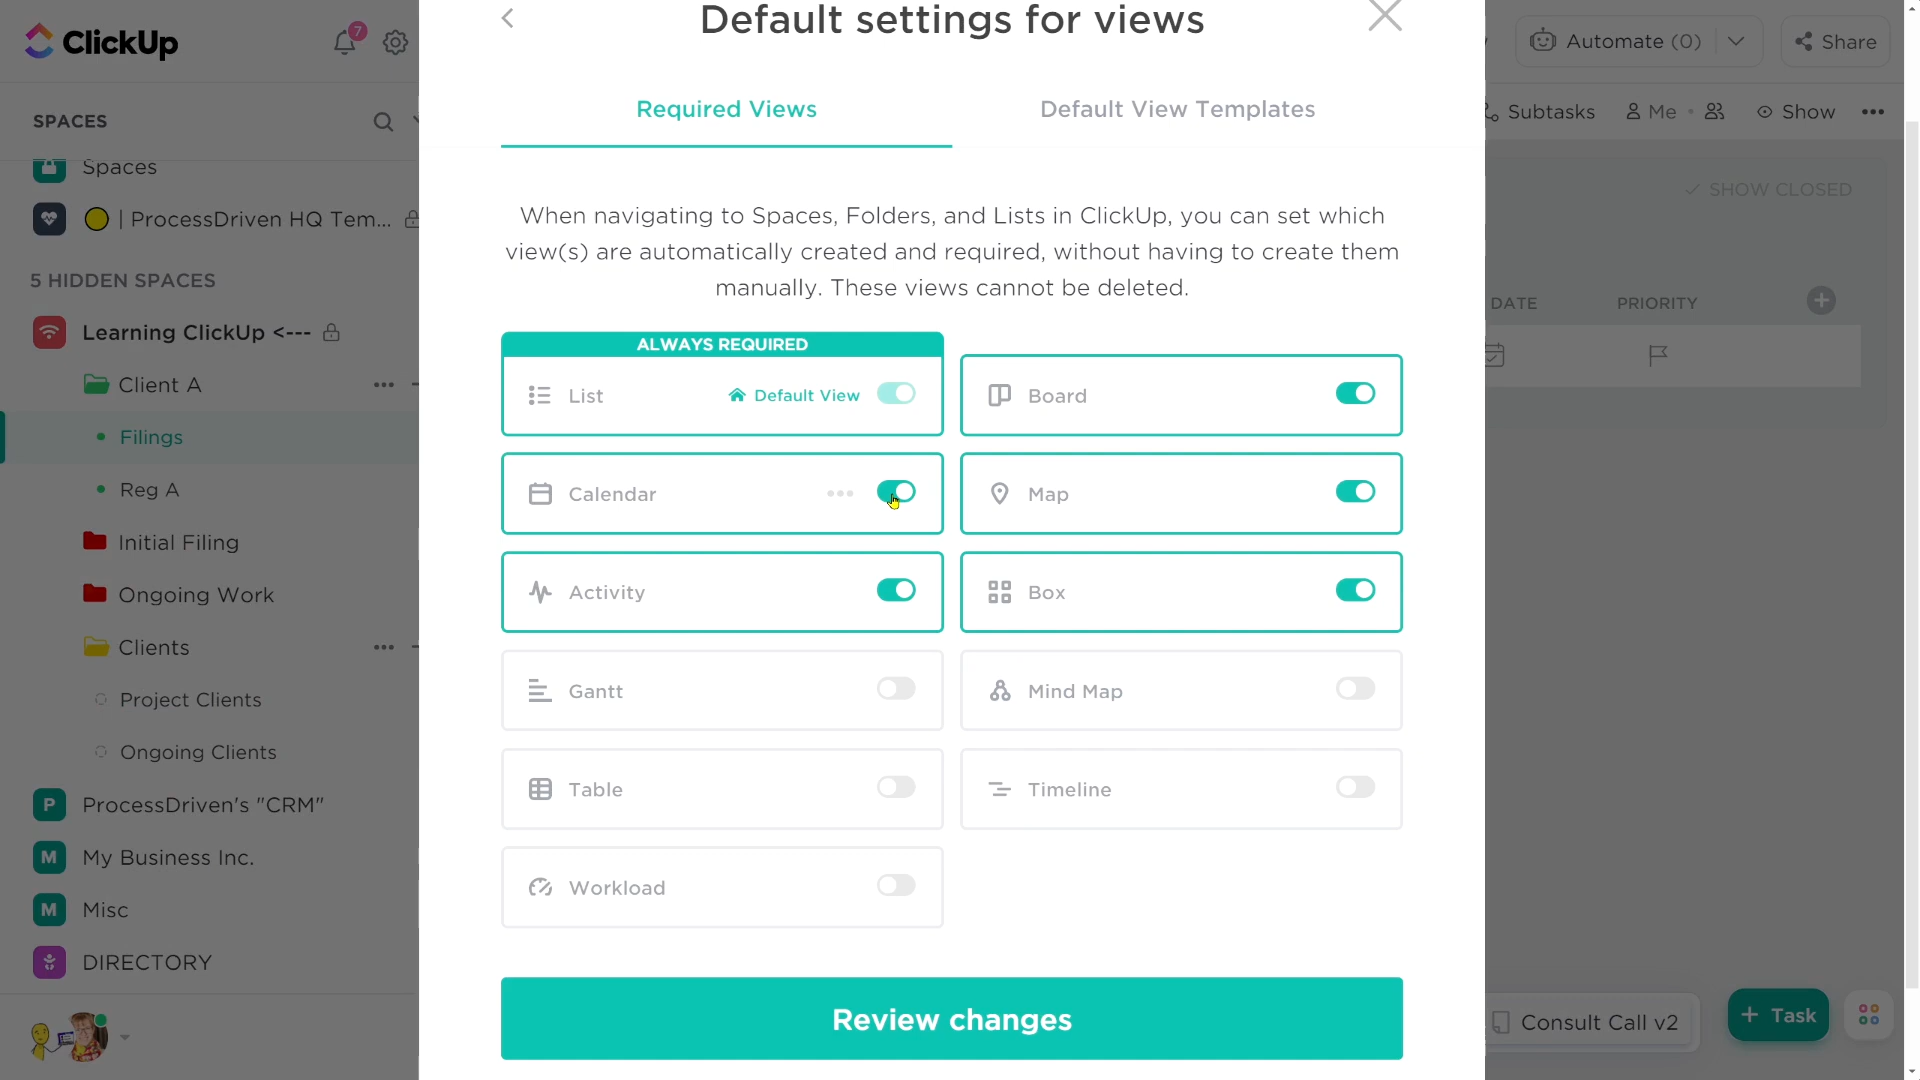 ClickUp
7
SPACES
Spaces
| ProcessDriven HQ Tem...
5 HIDDEN SPACES
Learning ClickUp <---
Client A
Filings
Reg A
Initial Filing
Ongoing Work
Clients
Project Clients
Ongoing Clients
P ProcessDriven's "CRM"
M My Business Inc.
M Misc
DIRECTORY
Default settings for views
Required Views
Default View Templates
When navigating to Spaces, Folders, and Lists in ClickUp, you can set which
view(s) are automatically created and required, without having to create them
manually. These views cannot be deleted.
ALWAYS REQUIRED
List Default View
Board
Calendar
Map
Activity
Box
Gantt
Mind Map
Table
Timeline
Workload
Review changes
Automate (0)
Share
Subtasks
Me
Show
SHOW CLOSED
DATE
PRIORITY
Consult Call v2
+ Task